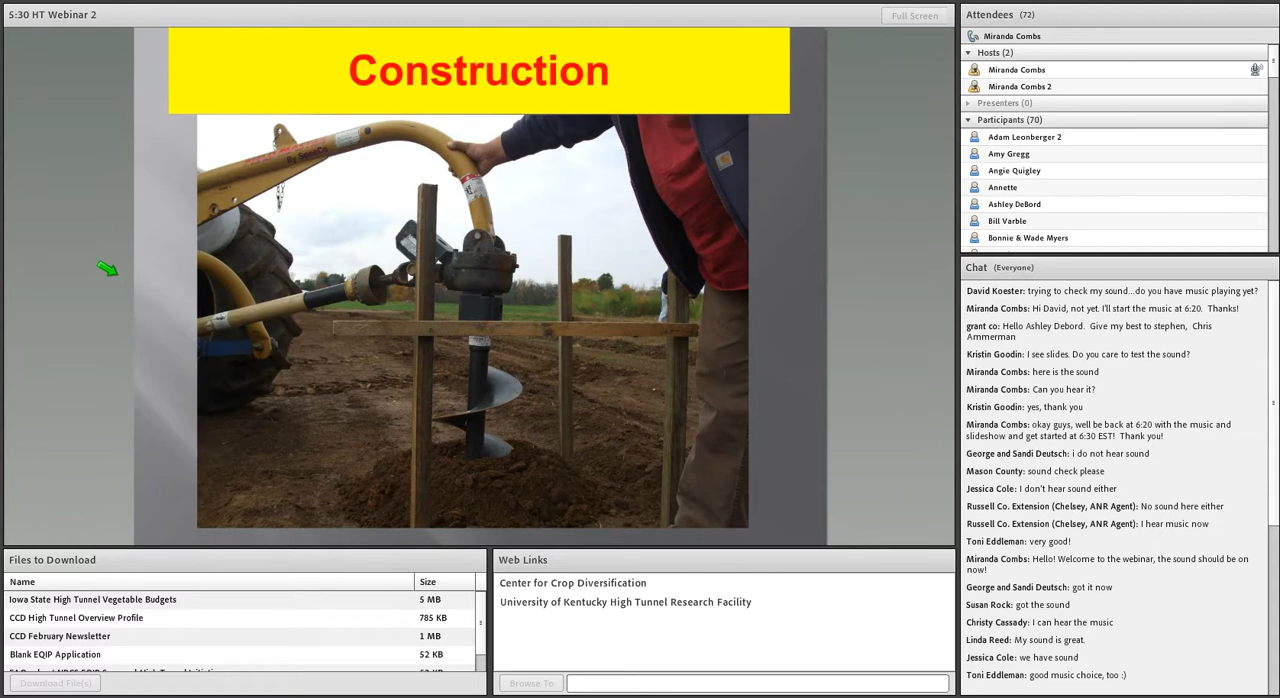 5:30 HT Webinar 2
Full Screen
Construction
Files to Download
Name
Size
Iowa State High Tunnel Vegetable Budgets
5 MB
CCD High Tunnel Overview Profile
785 KB
CCD February Newsletter
1 MB
Blank EQIP Application
52 KB
Download File(s)
Web Links
Center for Crop Diversification
University of Kentucky High Tunnel Research Facility
Browse To
Attendees (72)
Miranda Combs
Hosts (2)
Miranda Combs
Miranda Combs 2
Presenters (0)
Participants (70)
Adam Leonberger 2
Amy Gregg
Angie Quigley
Annette
Ashley DeBord
Bill Varble
Bonnie & Wade Myers
Chat (Everyone)
David Koester: trying to check my sound...do you have music playing yet?
Miranda Combs: Hi David, not yet. I'll start the music at 6:20. Thanks!
grant co: Hello Ashley Debord. Give my best to stephen, Chris
Ammerman
Kristin Goodin: I see slides. Do you care to test the sound?
Miranda Combs: here is the sound
Miranda Combs: Can you hear it?
Kristin Goodin: yes, thank you
Miranda Combs: okay guys, well be back at 6:20 with the music and
slideshow and get started at 6:30 EST! Thank you!
George and Sandi Deutsch: i do not hear sound
Mason County: sound check please
Jessica Cole: I don't hear sound either
Russell Co. Extension (Chelsey, ANR Agent): No sound here either
Russell Co. Extension (Chelsey, ANR Agent): I hear music now
Toni Eddleman: very good!
Miranda Combs: Hello! Welcome to the webinar, the sound should be on
now!
George and Sandi Deutsch: got it now
Susan Rock: got the sound
Christy Cassady: I can hear the music
Linda Reed: My sound is great.
Jessica Cole: we have sound
Toni Eddleman: good music choice, too :)